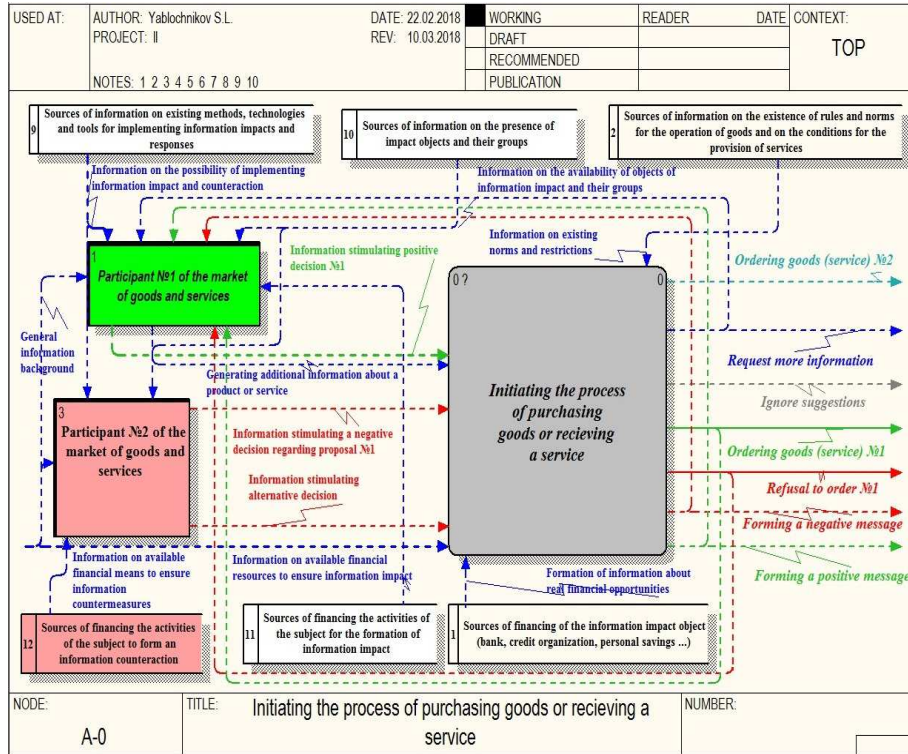 USED AT:
AUTHOR: Yablochnikov S.L.
DATE: 22.02.2018
PROJECT: II
REV: 10.03.2018
NOTES: 1 2 3 4 5 6 7 8 9 10
WORKING
DRAFT
RECOMMENDED
PUBLICATION
READER
DATE
CONTEXT:
TOP
9
Sources of information on existing methods, technologies
and tools for implementing information impacts and
responses
10
Sources of information on the presence of
impact objects and their groups
2
Sources of information on the existence of rules and norms
for the operation of goods and on the conditions for the
provision of services
Information on the possibility of implementing
information impact and counteraction
Information on the availability of objects of
information impact and their groups
Information on existing
norms and restrictions
1
Participant №1 of the market
of goods and services
Information stimulating positive
decision №1
General
information
background
Generating additional information about a
product or service
3
Participant №2 of the
market of goods and
services
Information stimulating a negative
decision regarding proposal №1
Information stimulating
alternative decision
0 ?
0
Initiating the process
of purchasing
goods or recieving
a service
Ordering goods (service) №2
Request more information
Ignore suggestions
Ordering goods (service) №1
Refusal to order №1
Forming a negative message
Forming a positive message
Information on available
financial means to ensure
information
countermeasures
Information on available financial
resources to ensure information impact
Formation of information about
real financial opportunities
12
Sources of financing the activities
of the subject to form an
information counteraction
11
Sources of financing the activities of
the subject for the formation of
information impact
1
Sources of financing of the information impact object
(bank, credit organization, personal savings ...)
NODE:
A-0
TITLE:
Initiating the process of purchasing goods or recieving a
service
NUMBER: